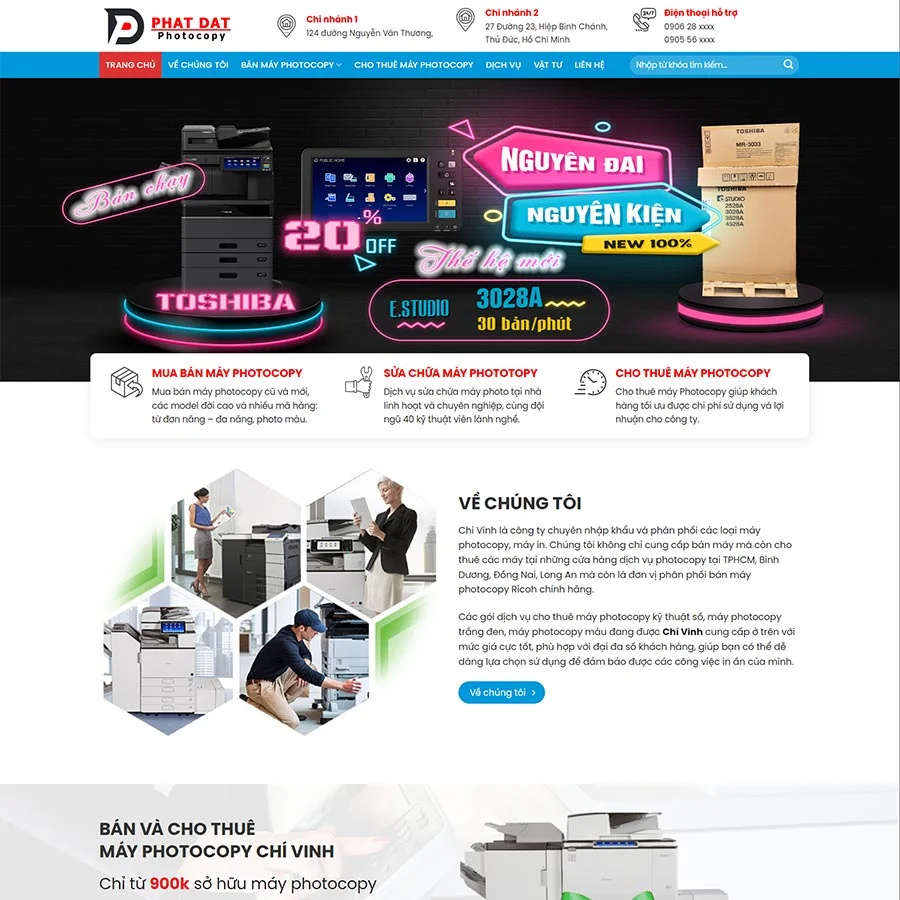 PHAT DAT
Photocopy
Chi nhánh 1
124 đường Nguyễn Văn Thương,
Chi nhánh 2
27 Đường 23, Hiệp Bình Chánh,
Thủ Đức, Hồ Chí Minh
24/7
Điện thoại hỗ trợ
0906 28 xxxx
0905 56 xxxx
TRANG CHỦ
VỀ CHÚNG TÔI
BÁN MÁY PHOTOCOPY
CHO THUÊ MÁY PHOTOCOPY
DỊCH VỤ
VẬT TƯ
LIÊN HỆ
Nhập từ khóa tìm kiếm...
Bán chạy
TOSHIBA
PUBLIC HOME
20% OFF
NGUYÊN ĐAI
NGUYÊN KIỆN
NEW 100%
Thế hệ mới
E.STUDIO
3028A
30 bản/phút
TOSHIBA
MR-3033
TOSHIBA
STUDIO
2528A
3028A
3528A
4528A
MUA BÁN MÁY PHOTOCOPY
Mua bán máy photocopy cũ và mới,
các model đời cao và nhiều mã hàng:
từ đơn năng – đa năng, photo màu.
SỬA CHỮA MÁY PHOTOTOPY
Dịch vụ sửa chữa máy photo tại nhà
linh hoạt và chuyên nghiệp, cùng đội
ngũ 40 kỹ thuật viên lành nghề.
CHO THUÊ MÁY PHOTOCOPY
Cho thuê máy Photocopy giúp khách
hàng tối ưu được chi phí sử dụng và lợi
nhuận cho công ty.
VỀ CHÚNG TÔI
Chí Vinh là công ty chuyên nhập khẩu và phân phối các loại máy
photocopy, máy in. Chúng tôi không chỉ cung cấp bán máy mà còn cho
thuê các máy tại những cửa hàng dịch vụ photocopy tại TPHCM, Bình
Dương, Đồng Nai, Long An mà còn là đơn vị phân phối bán máy
photocopy Ricoh chính hãng.
Các gói dịch vụ cho thuê máy photocopy kỹ thuật số, máy photocopy
trắng đen, máy photocopy màu đang được Chí Vinh cung cấp ở trên với
mức giá cực tốt, phù hợp với đại đa số khách hàng, giúp bạn có thể dễ
dàng lựa chọn sử dụng để đảm bảo được các công việc in ấn của mình.
Về chúng tôi
BÁN VÀ CHO THUÊ
MÁY PHOTOCOPY CHÍ VINH
Chỉ từ 900k sở hữu máy photocopy